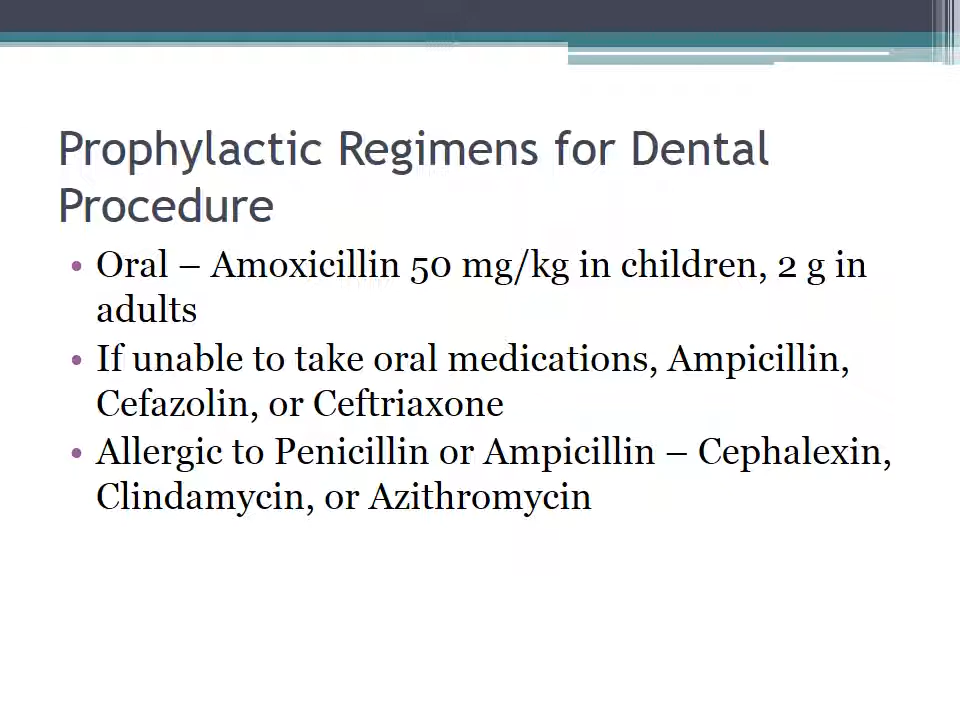 Prophylactic Regimens for Dental
Procedure
• Oral – Amoxicillin 50 mg/kg in children, 2 g in
adults
• If unable to take oral medications, Ampicillin,
Cefazolin, or Ceftriaxone
• Allergic to Penicillin or Ampicillin – Cephalexin,
Clindamycin, or Azithromycin